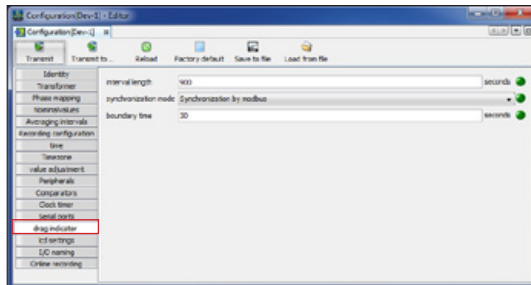 Configuration[Dev-1] - Editor
Configuration[Dev-1]
Transmit Transmit to... Reload Factory default Save to file Load from file
Identity
Transformer
Phase mapping
Nominalvalues
Averaging intervals
Recording configuration
time
Timezone
value adjustment
Peripherals
Comparators
Clock timer
Serial ports
drag indicator
lcd settings
I/O naming
Online recording
interval length 900 seconds
synchronization mode Synchronization by modbus
boundary time 30 seconds